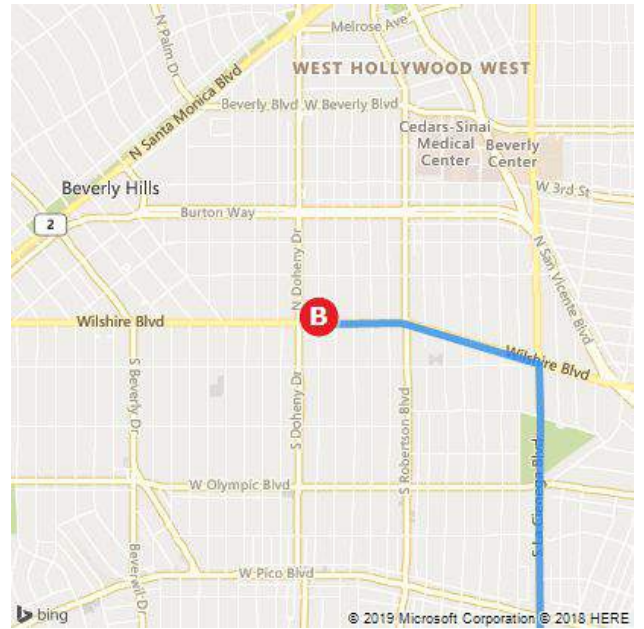 Melrose Ave
N Palm Dr
WEST HOLLYWOOD WEST
N Santa Monica Blvd
Beverly Blvd W Beverly Blvd
Cedars-Sinai
Medical
Center
Beverly
Center
W 3rd St
Beverly Hills
Burton Way
2
N Doheny Dr
N San Vicente Blvd
B
Wilshire Blvd
Wilshire Blvd
S Beverly Dr
S Doheny Dr
S Robertson Blvd
S La Cienega Blvd
W Olympic Blvd
W Pico Blvd
Beverwil Dr
bing
© 2019 Microsoft Corporation © 2018 HERE